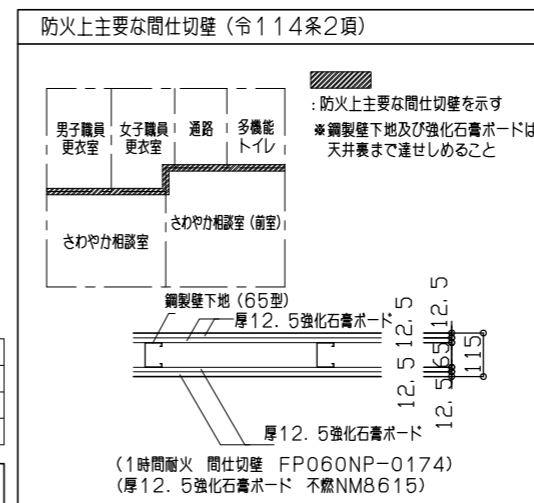 防火上主要な間仕切壁（令114条2項）
：防火上主要な間仕切壁を示す
※鋼製壁下地及び強化石膏ボードは
天井裏まで達せしめること
男子職員
更衣室
女子職員
更衣室
通路
多機能
トイレ
さわやか相談室
さわやか相談室（前室）
鋼製壁下地（65型）
厚12．5強化石膏ボード
12．5
12．5
65
115
12．5
12．5
厚12．5強化石膏ボード
（1時間耐火　間仕切壁　FP060NP−0174）
（厚12．5強化石膏ボード　不燃NM8615）